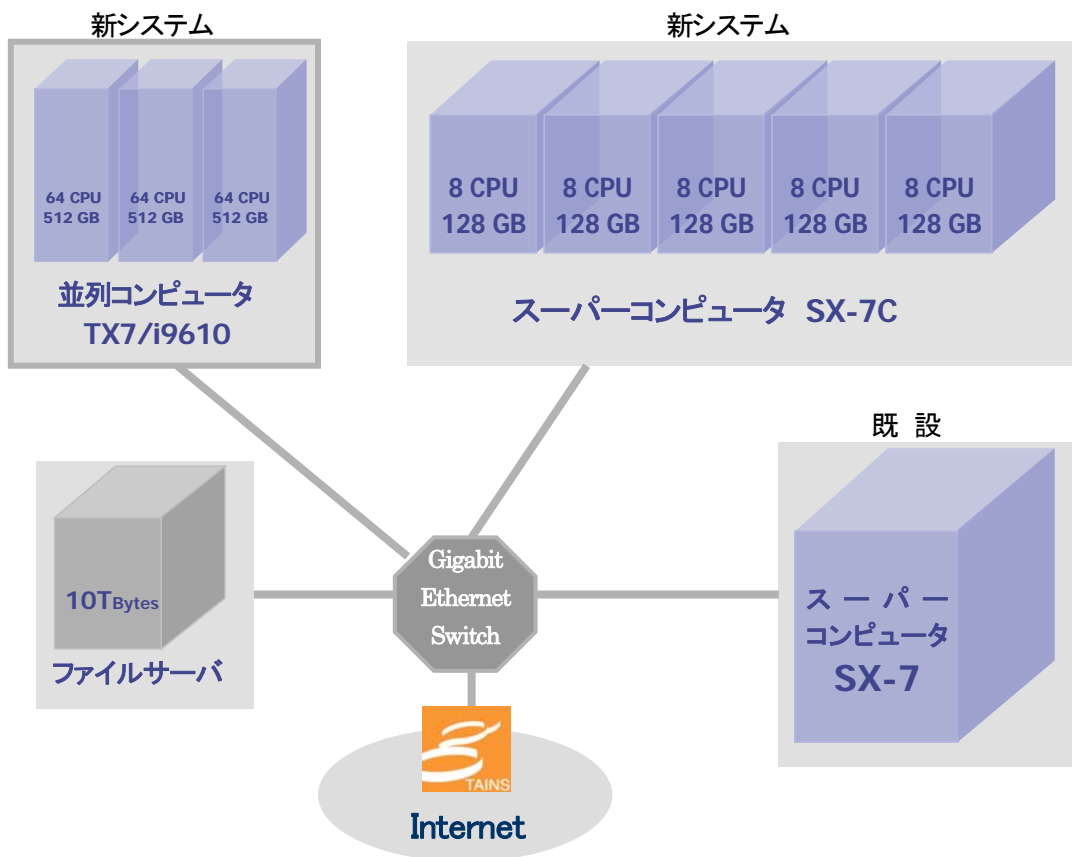 新システム
64 CPU
512 GB
64 CPU
512 GB
64 CPU
512 GB
並列コンピュータ
TX7/i9610
新システム
8 CPU
128 GB
8 CPU
128 GB
8 CPU
128 GB
8 CPU
128 GB
8 CPU
128 GB
スーパーコンピュータ SX-7C
既 設
スーパー
コンピュータ
SX-7
10TBytes
ファイルサーバ
Gigabit
Ethernet
Switch
TAINS
Internet